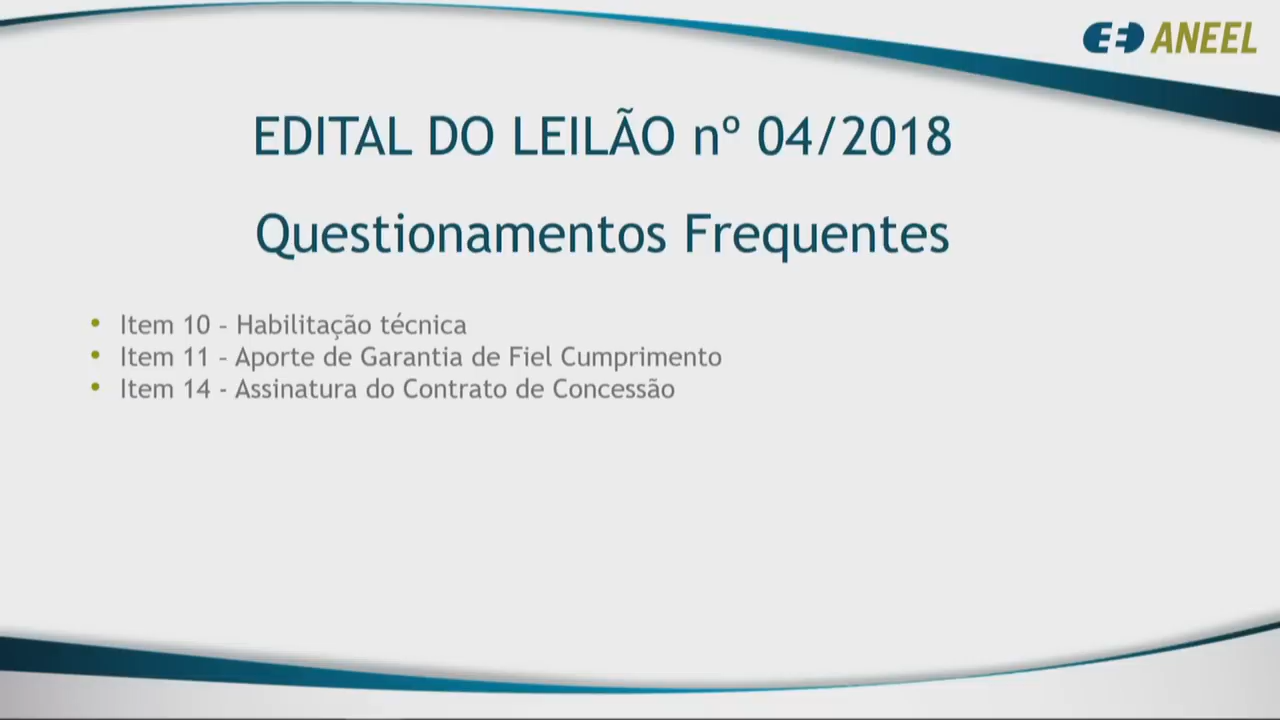 ANEEL
EDITAL DO LEILÃO nº 04/2018
Questionamentos Frequentes
• Item 10 – Habilitação técnica
• Item 11 – Aporte de Garantia de Fiel Cumprimento
• Item 14 - Assinatura do Contrato de Concessão